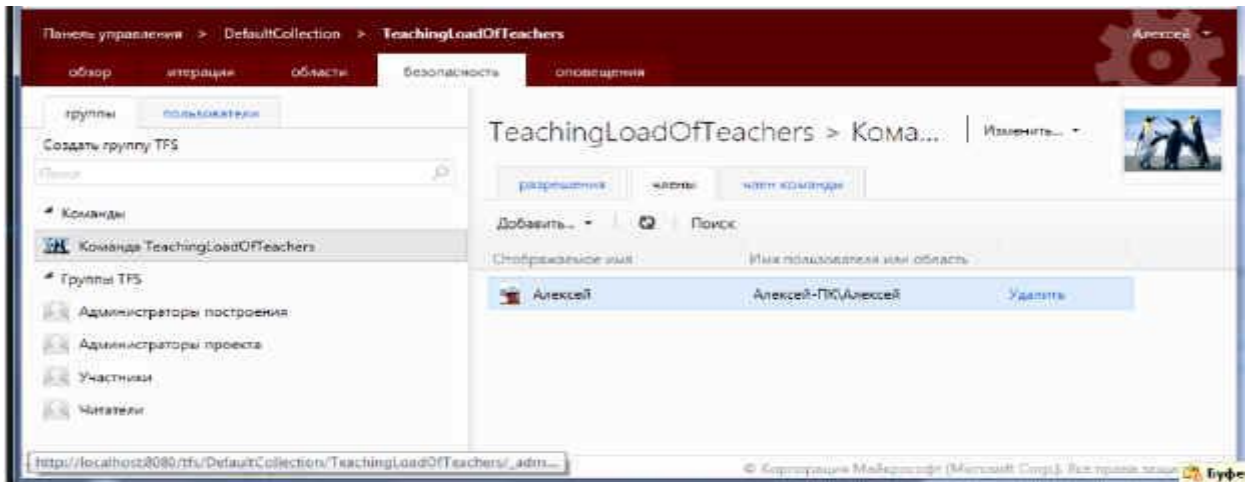 Панель управления > DefaultCollection > TeachingLoadOfTeachers
Алексей
обзор итерации области безопасность оповещения
группы пользователи
Создать группу TFS
Поиск
Команды
Команда TeachingLoadOfTeachers
Группы TFS
Администраторы построения
Администраторы проекта
Участники
Читатели
TeachingLoadOfTeachers > Кома...
Изменить...
разрешения члены член команды
Добавить... Поиск
Отображаемое имя Имя пользователя или область
Алексей Алексей-ПК\Алексей Удалить
http://localhost:8080/tfs/DefaultCollection/TeachingLoadOfTeachers/_adm...
© Корпорация Майкрософт (Microsoft Corp.). Все права
Буфе